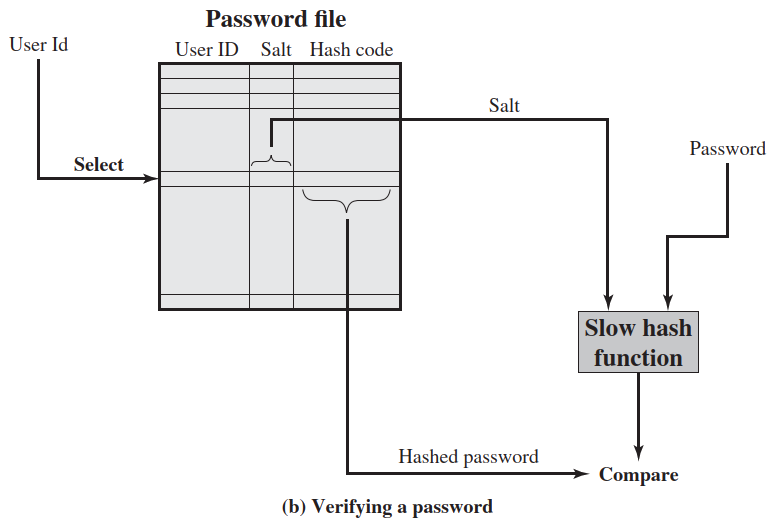 Password file
User Id
User ID Salt Hash code
Salt
Password
Select
Slow hash
function
Hashed password
Compare
(b) Verifying a password